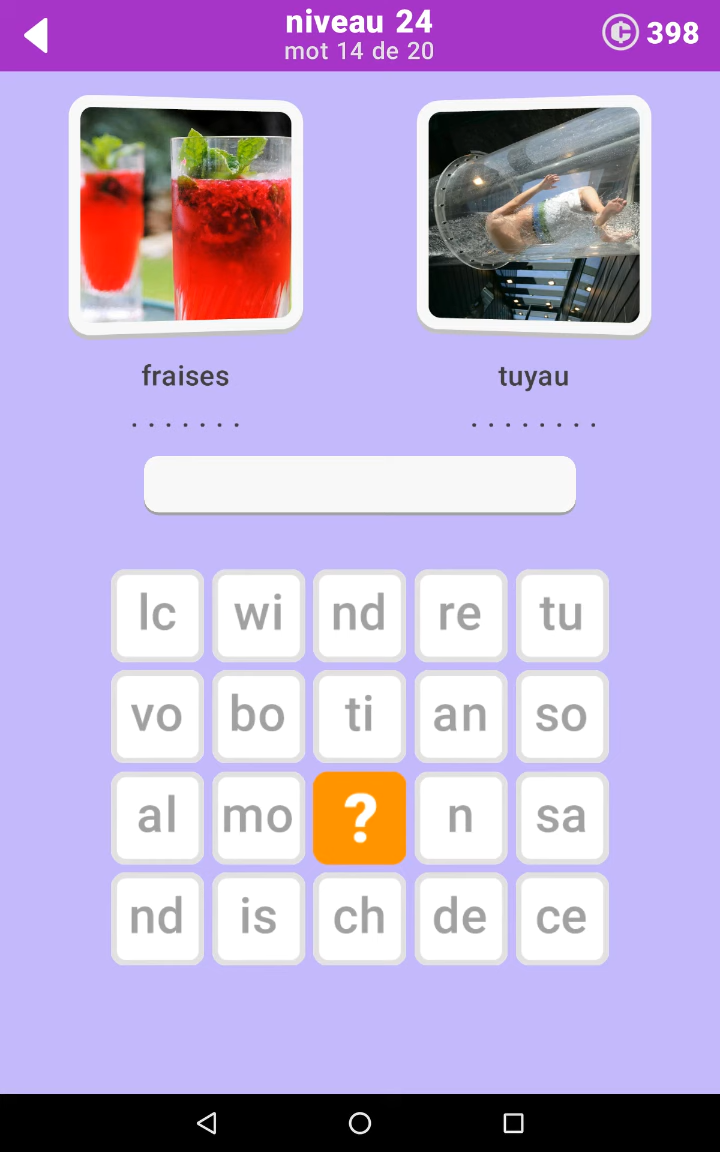 niveau 24
mot 14 de 20
398
fraises
tuyau
. . . . . . .
. . . . . . . .
lc wi nd re tu
vo bo ti an so
al mo ? n sa
nd is ch de ce